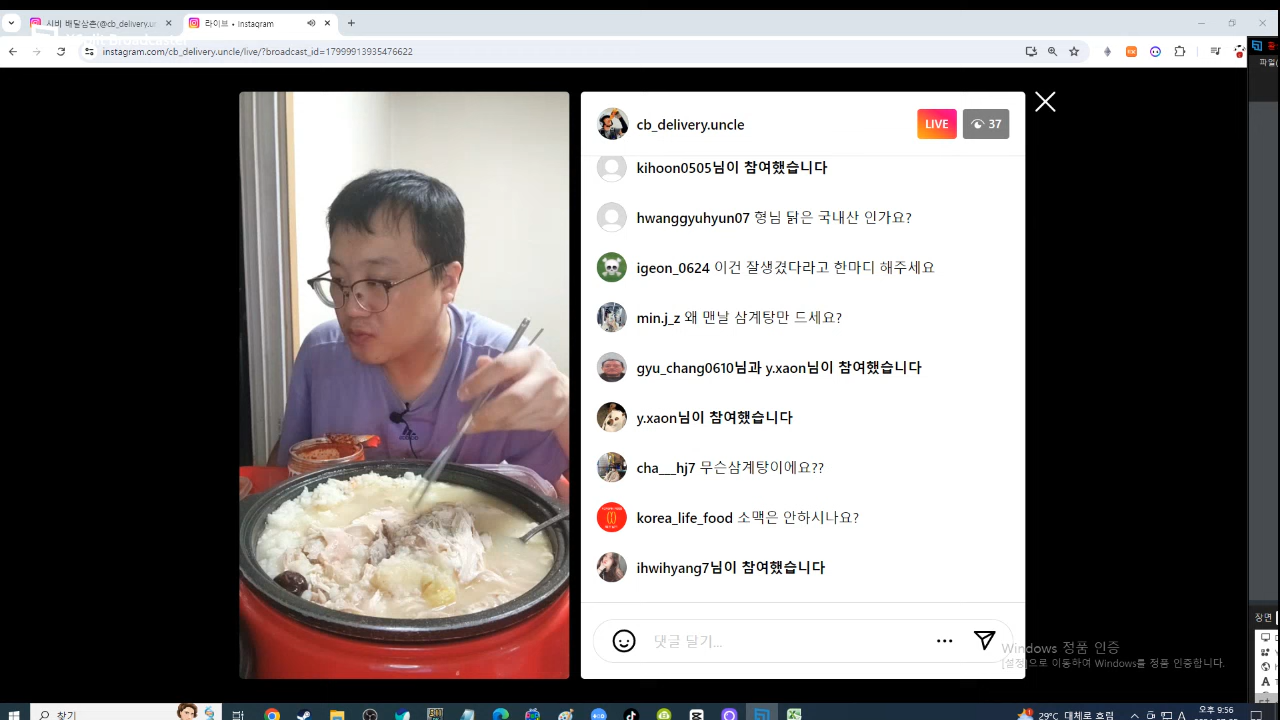 시버 배달삼촌(@cb_delivery.un
라이브 • Instagram
XSplit Broadcaster
instagram.com/cb_delivery.uncle/live/?broadcast_id=17999913935476622
파일(
cb_delivery.uncle
LIVE
37
kihoon0505님이 참여했습니다
hwanggyuhyun07 형님 닭은 국내산 인가요?
igeon_0624 이건 잘생겼다라고 한마디 해주세요
min.j_z 왜 맨날 삼계탕만 드세요?
gyu_chang0610님과 y.xaon님이 참여했습니다
y.xaon님이 참여했습니다
cha___hj7 무슨삼계탕이에요??
korea_life_food 소맥은 안하시나요?
ihwihyang7님이 참여했습니다
댓글 달기...
Windows 정품 인증
[설정]으로 이동하여 Windows를 정품 인증합니다.
장면
찾기
29°C 대체로 흐림
A
오후 9:56